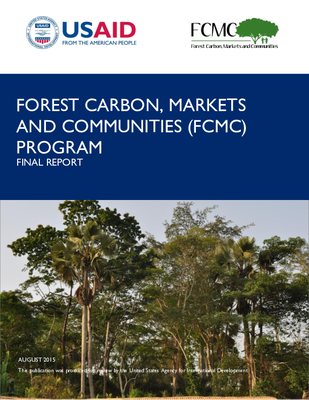 USAID
FROM THE AMERICAN PEOPLE
FCMC
Forest Carbon, Markets and Communities
FOREST CARBON, MARKETS
AND COMMUNITIES (FCMC)
PROGRAM
FINAL REPORT
AUGUST 2015
This publication was produced for review to the United States Agency for International Development